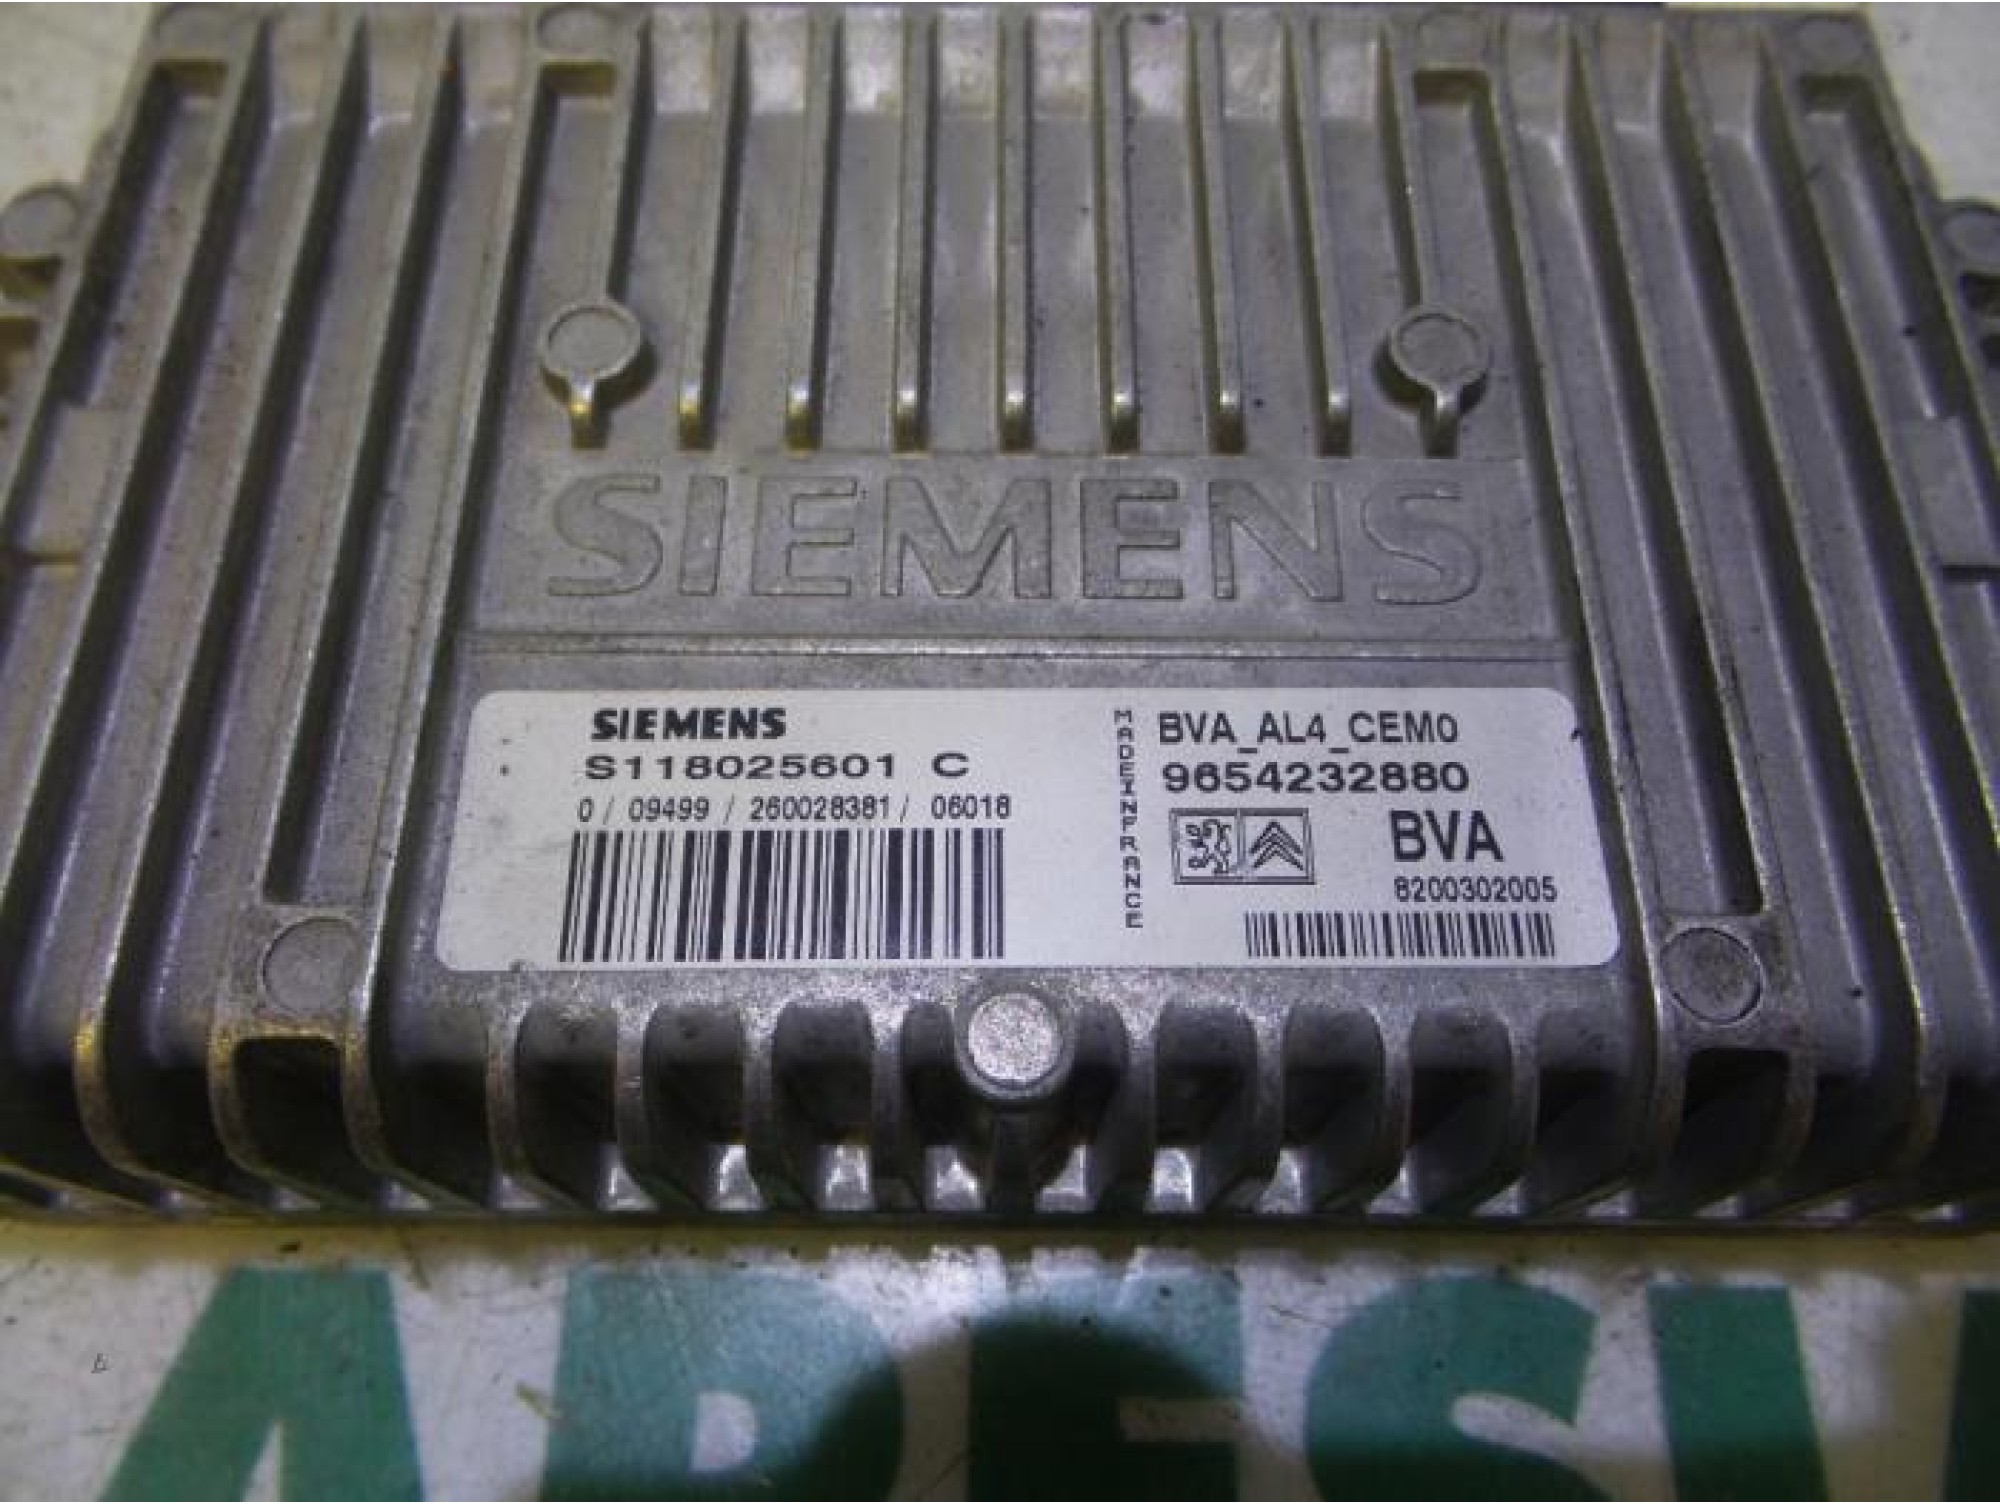 SIEMENS
SIEMENS
S118025601 C
0 / 09499 / 260028381 / 06018
MADE IN FRANCE
BVA_AL4_CEM0
9654232880
BVA
8200302005